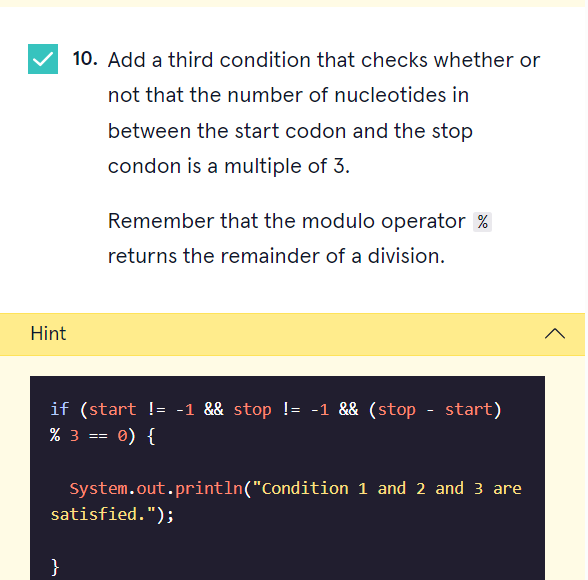 10. Add a third condition that checks whether or
not that the number of nucleotides in
between the start codon and the stop
condon is a multiple of 3.
Remember that the modulo operator %
returns the remainder of a division.
Hint
if (start != -1 && stop != -1 && (stop - start)
% 3 == 0) {
System.out.println("Condition 1 and 2 and 3 are
satisfied.");
}